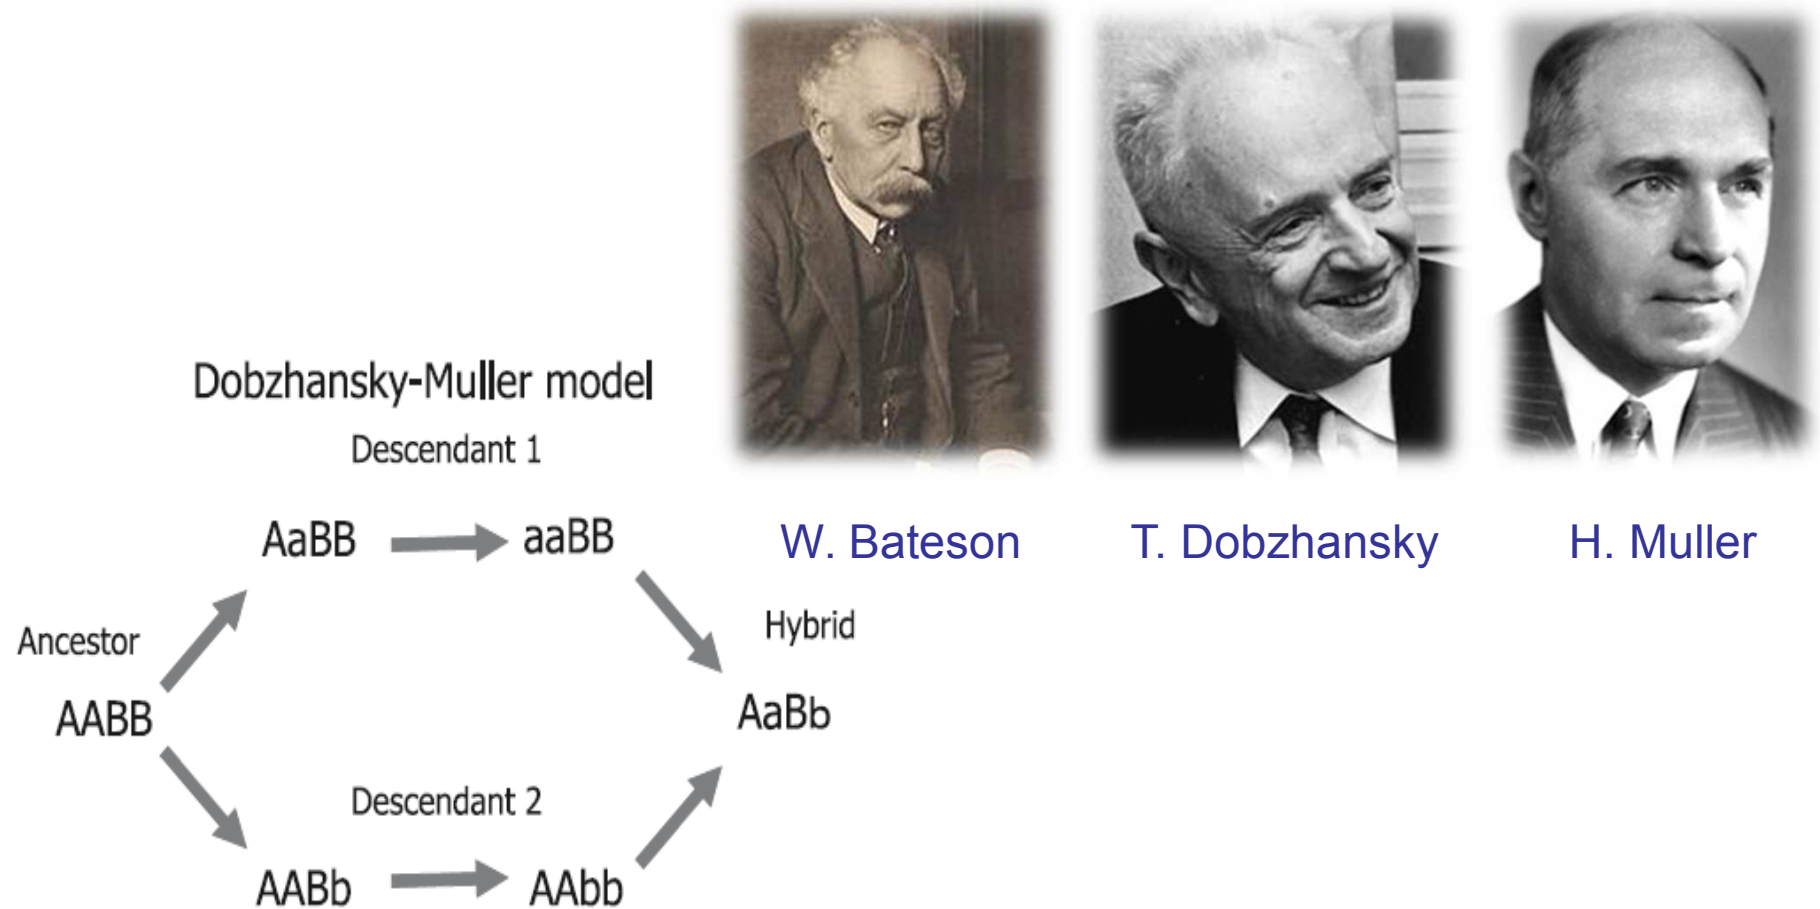 Dobzhansky-Muller model
Descendant 1
AaBB aaBB
W. Bateson T. Dobzhansky H. Muller
Ancestor
Hybrid
AABB
AaBb
Descendant 2
AABb AAbb